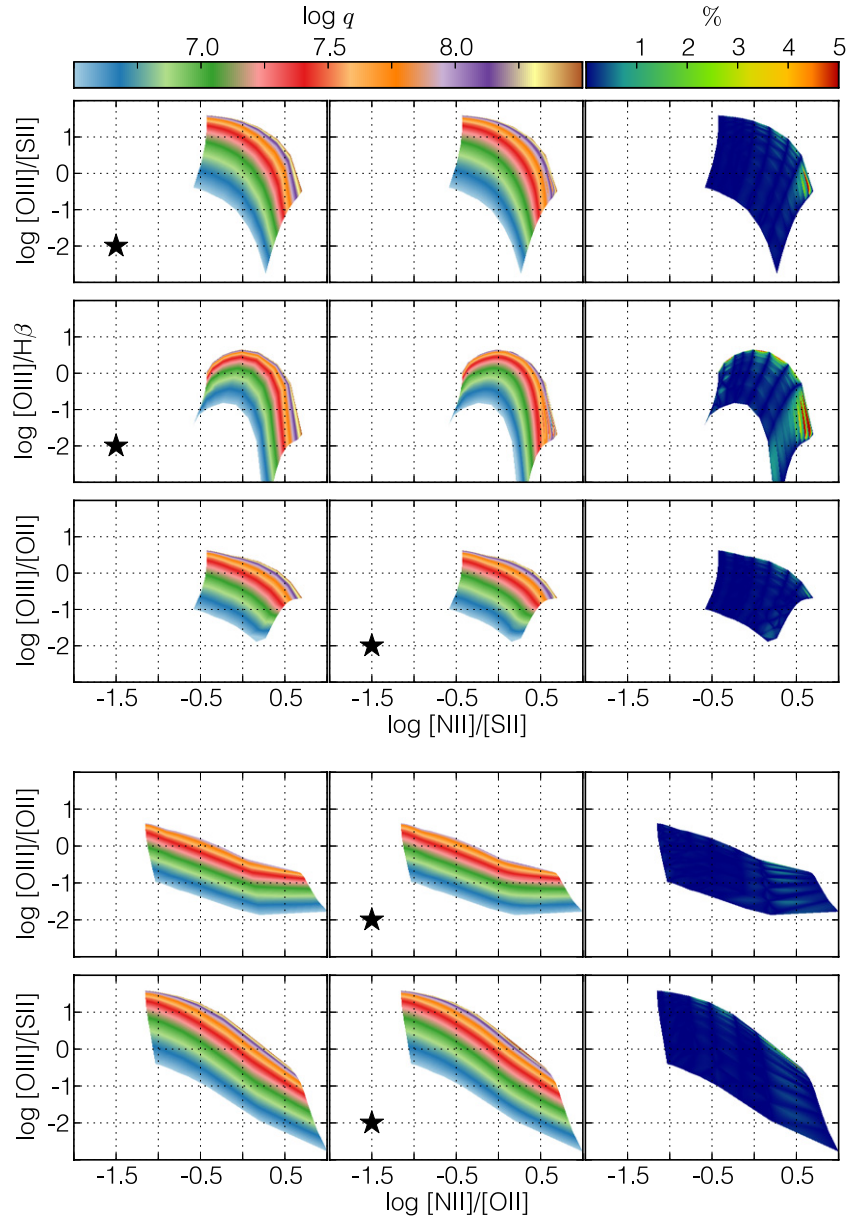 log q
%
7.0 7.5 8.0
1 2 3 4 5
log [OIII]/[SII]
1
0
-1
-2
log [OIII]/Hβ
1
0
-1
-2
log [OIII]/[OII]
1
0
-1
-2
-1.5 -0.5 0.5 -1.5 -0.5 0.5 -1.5 -0.5 0.5
log [NII]/[SII]
log [OIII]/[OII]
1
0
-1
-2
log [OIII]/[SII]
1
0
-1
-2
-1.5 -0.5 0.5 -1.5 -0.5 0.5 -1.5 -0.5 0.5
log [NII]/[OII]